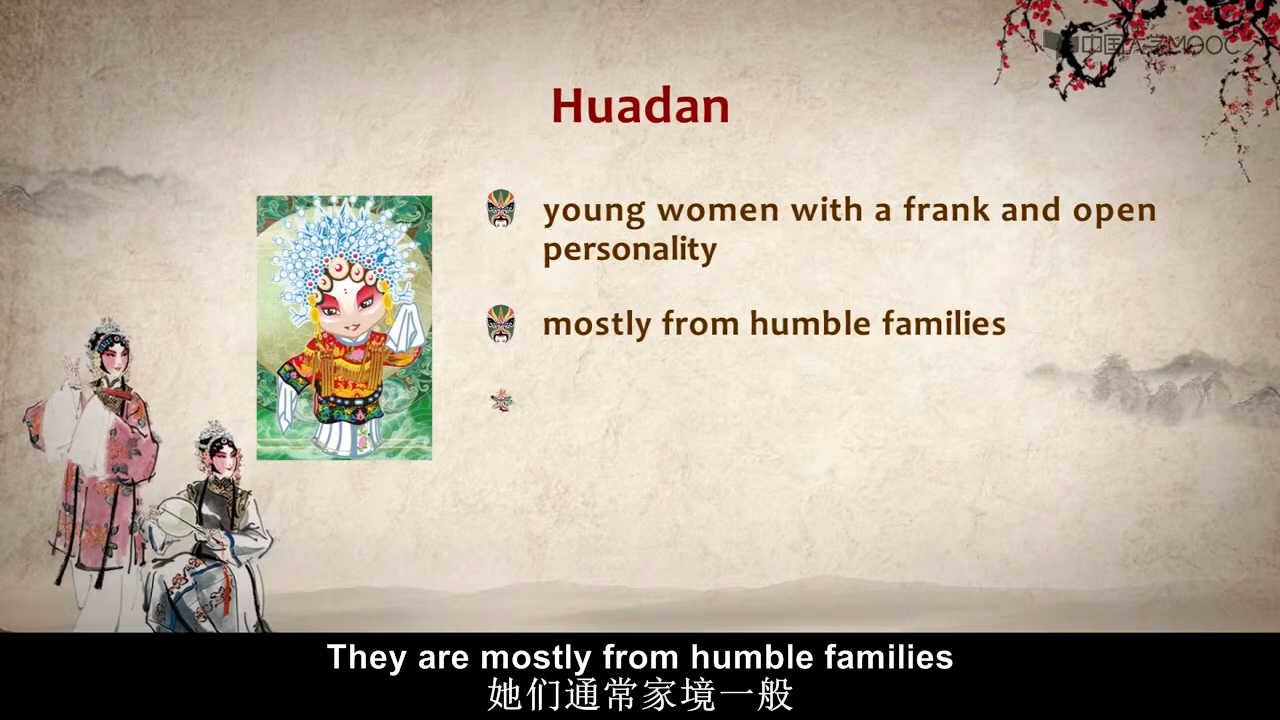 中国大学MOOC
Huadan
young women with a frank and open
personality
mostly from humble families
They are mostly from humble families
她们通常家境一般